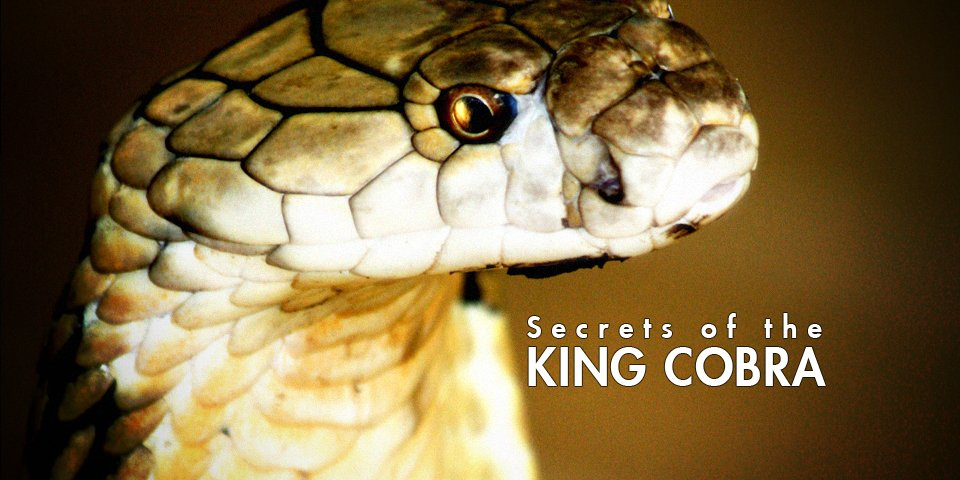 Secrets of the
KING COBRA